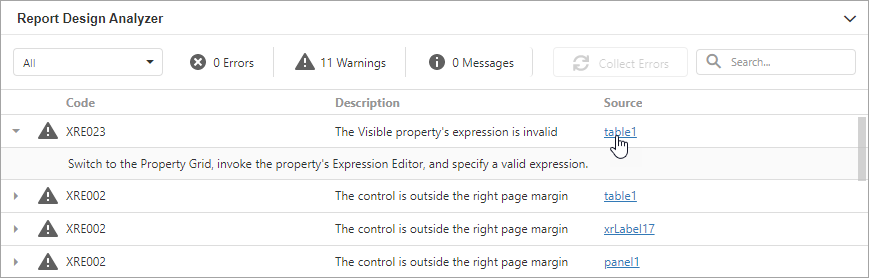 Report Design Analyzer
All 0 Errors 11 Warnings 0 Messages Collect Errors Search...
Code Description Source
XRE023 The Visible property's expression is invalid table1
Switch to the Property Grid, invoke the property's Expression Editor, and specify a valid expression.
XRE002 The control is outside the right page margin table1
XRE002 The control is outside the right page margin xrLabel17
XRE002 The control is outside the right page margin panel1